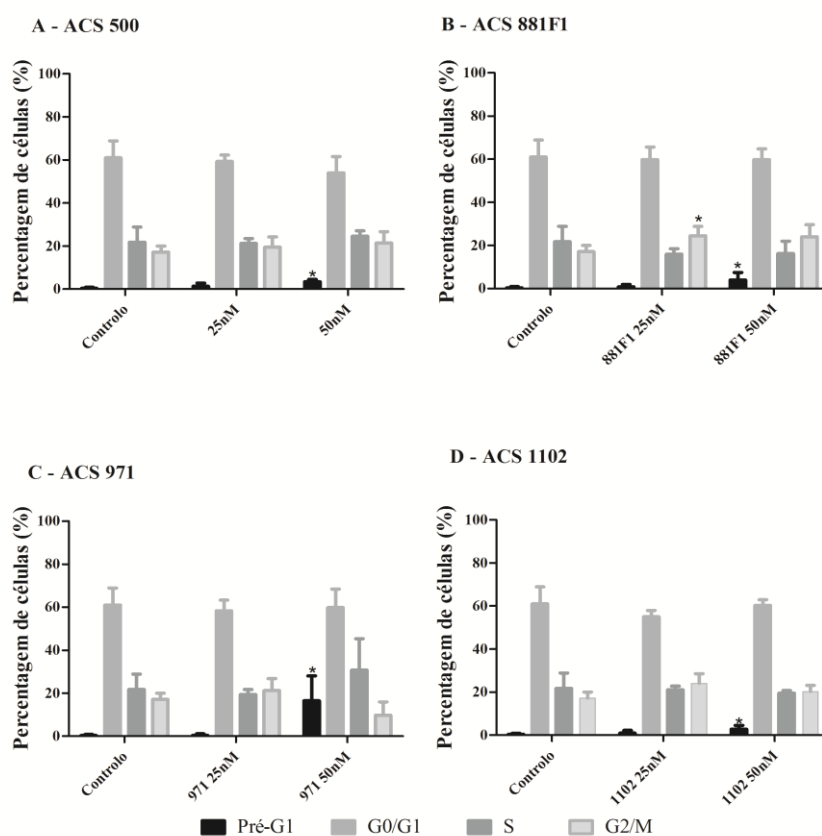 A - ACS 500
Percentagem de células (%)
100
80
60
40
20
0
*
Controlo
25nM
50nM
B - ACS 881F1
Percentagem de células (%)
100
80
60
40
20
0
*
*
Controlo
881F1 25nM
881F1 50nM
C - ACS 971
Percentagem de células (%)
100
80
60
40
20
0
*
Controlo
971 25nM
971 50nM
D - ACS 1102
Percentagem de células (%)
100
80
60
40
20
0
*
Controlo
1102 25nM
1102 50nM
Pré-G1 G0/G1 S G2/M